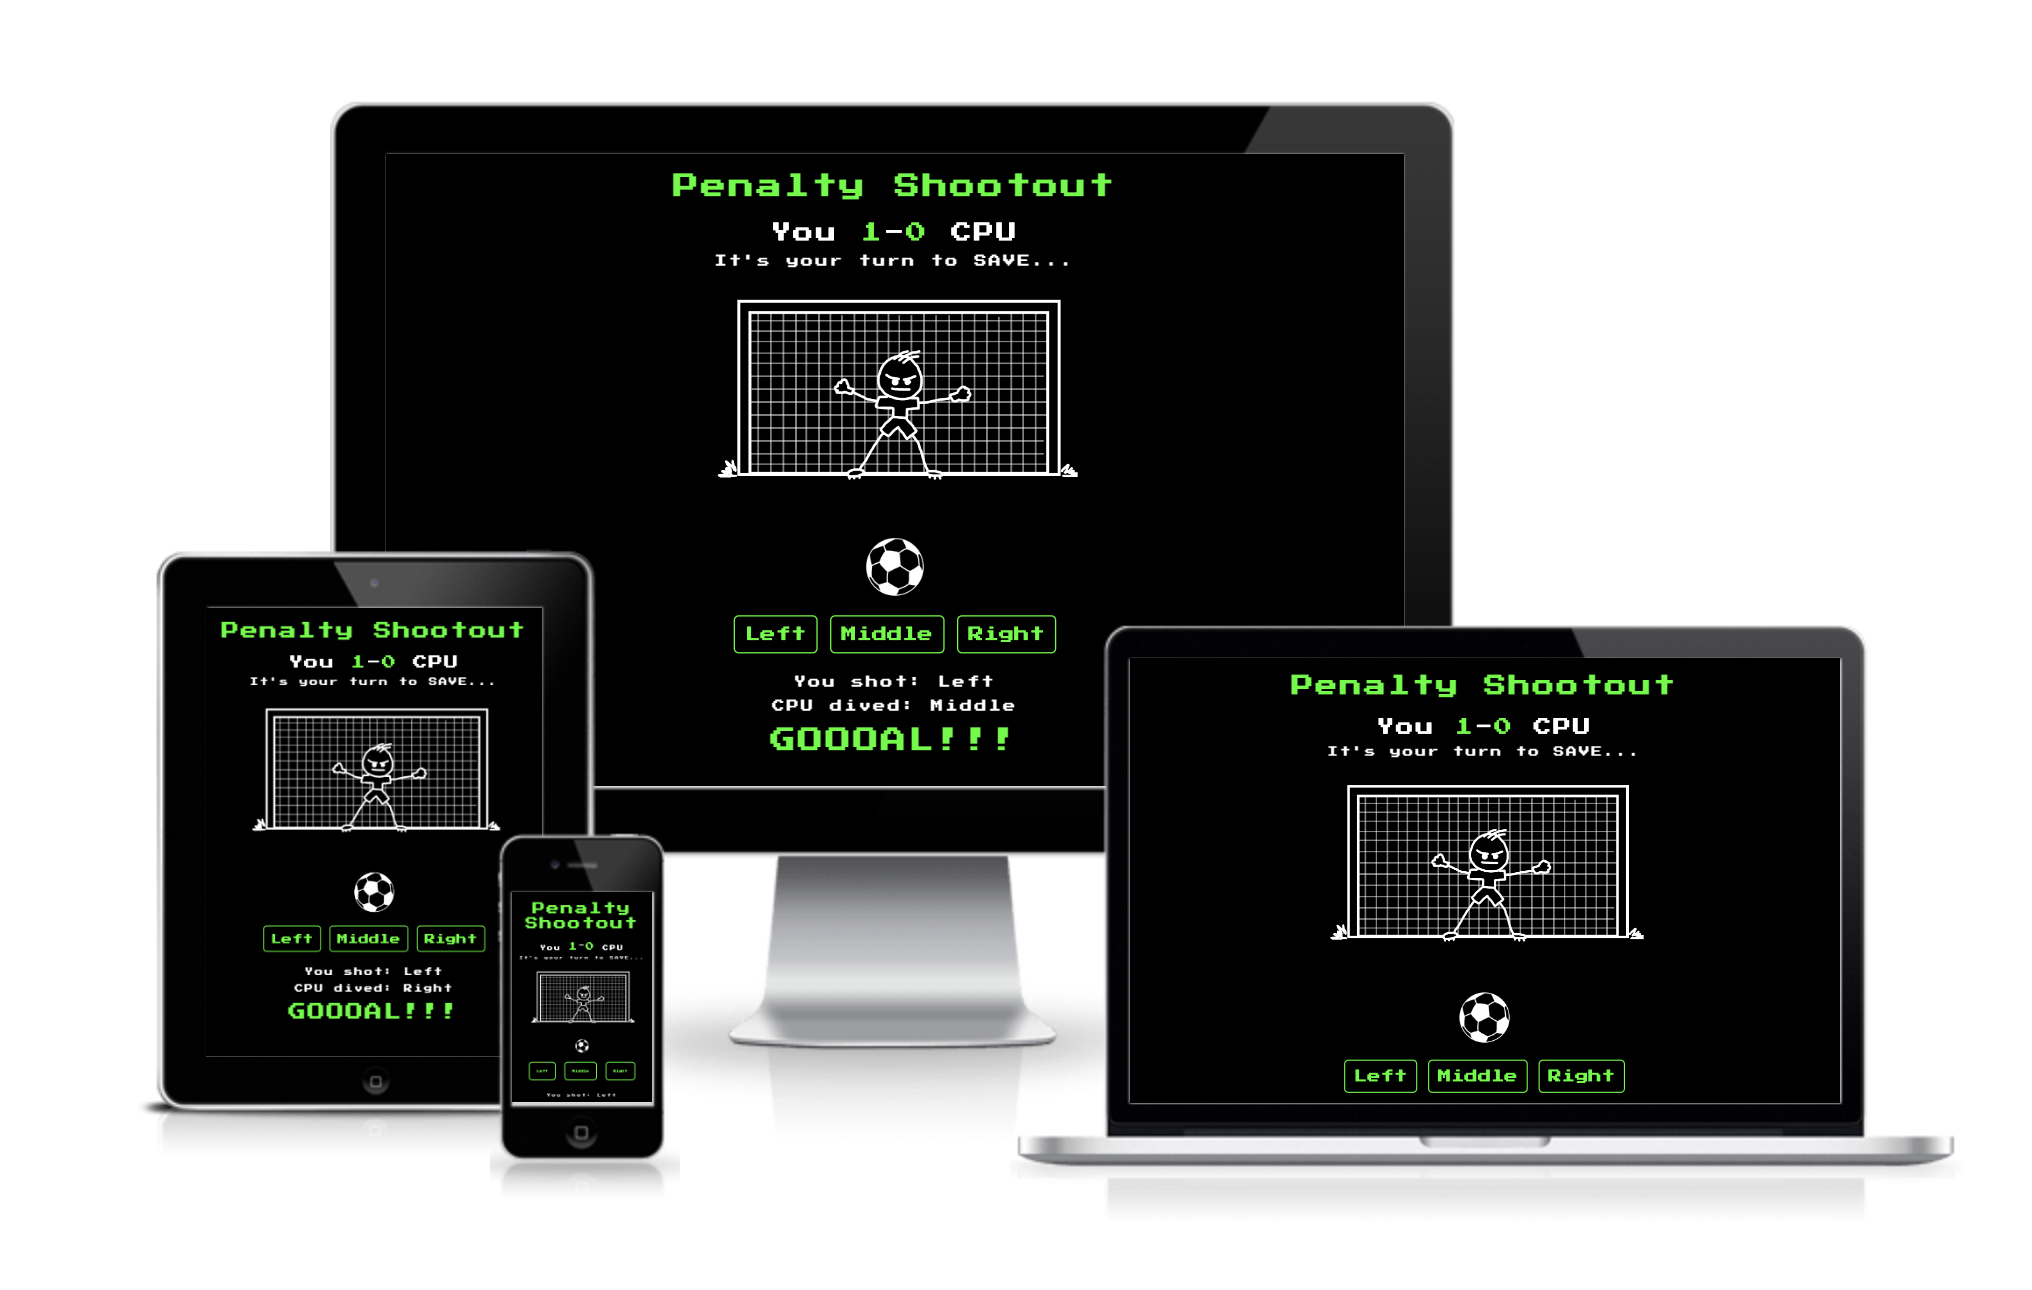 Penalty Shootout
You 1-0 CPU
It's your turn to SAVE...
Left Middle Right
You shot: Left
CPU dived: Middle
GOOOAL!!!
Penalty Shootout
You 1-0 CPU
It's your turn to SAVE...
Left Middle Right
You shot: Left
CPU dived: Right
GOOOAL!!!
Penalty
Shootout
You 1-0 CPU
It's your turn to SAVE...
Left Middle Right
You shot: Left
Penalty Shootout
You 1-0 CPU
It's your turn to SAVE...
Left Middle Right